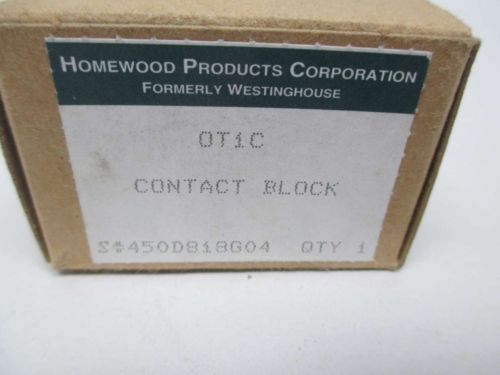 HOMEWOOD PRODUCTS CORPORATION
FORMERLY WESTINGHOUSE
OT1C
CONTACT BLOCK
S#450D818G04 QTY 1